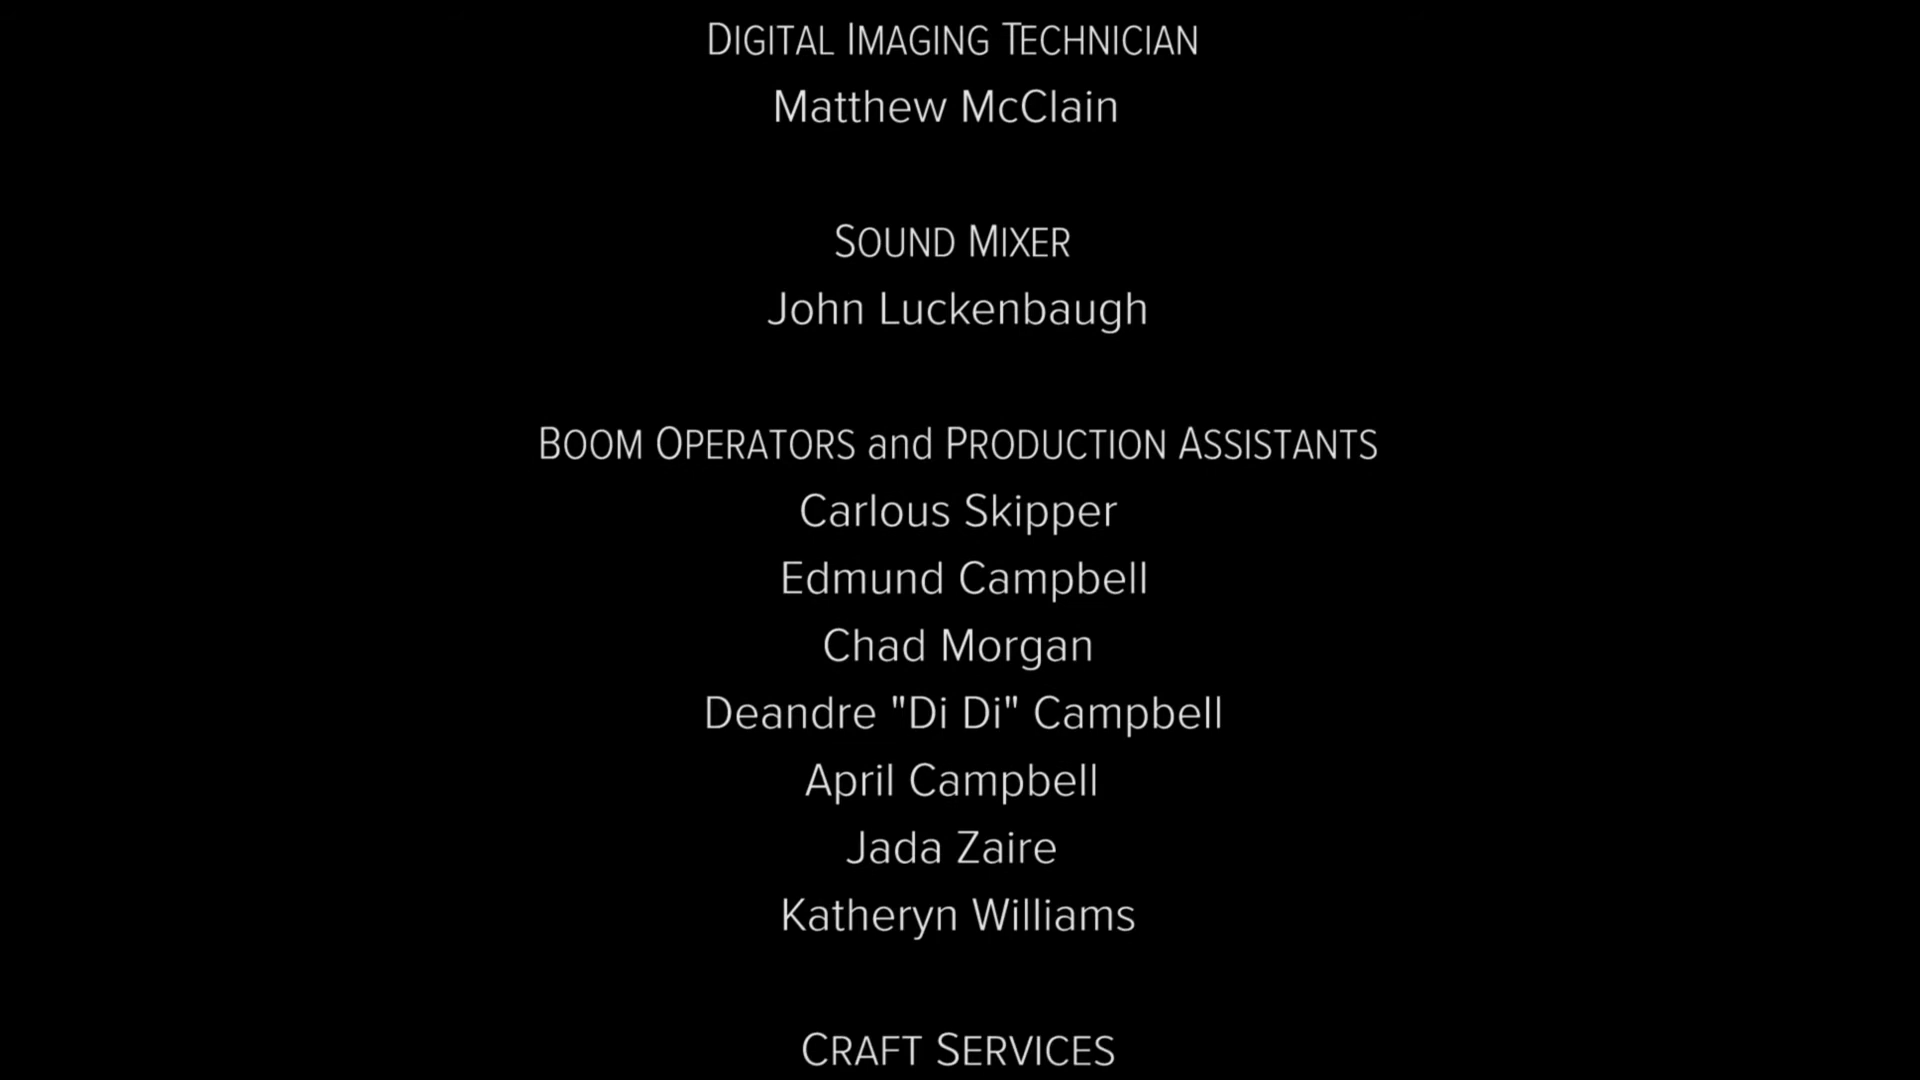 DIGITAL IMAGING TECHNICIAN
Matthew McClain
SOUND MIXER
John Luckenbaugh
BOOM OPERATORS and PRODUCTION ASSISTANTS
Carlous Skipper
Edmund Campbell
Chad Morgan
Deandre "Di Di" Campbell
April Campbell
Jada Zaire
Katheryn Williams
CRAFT SERVICES